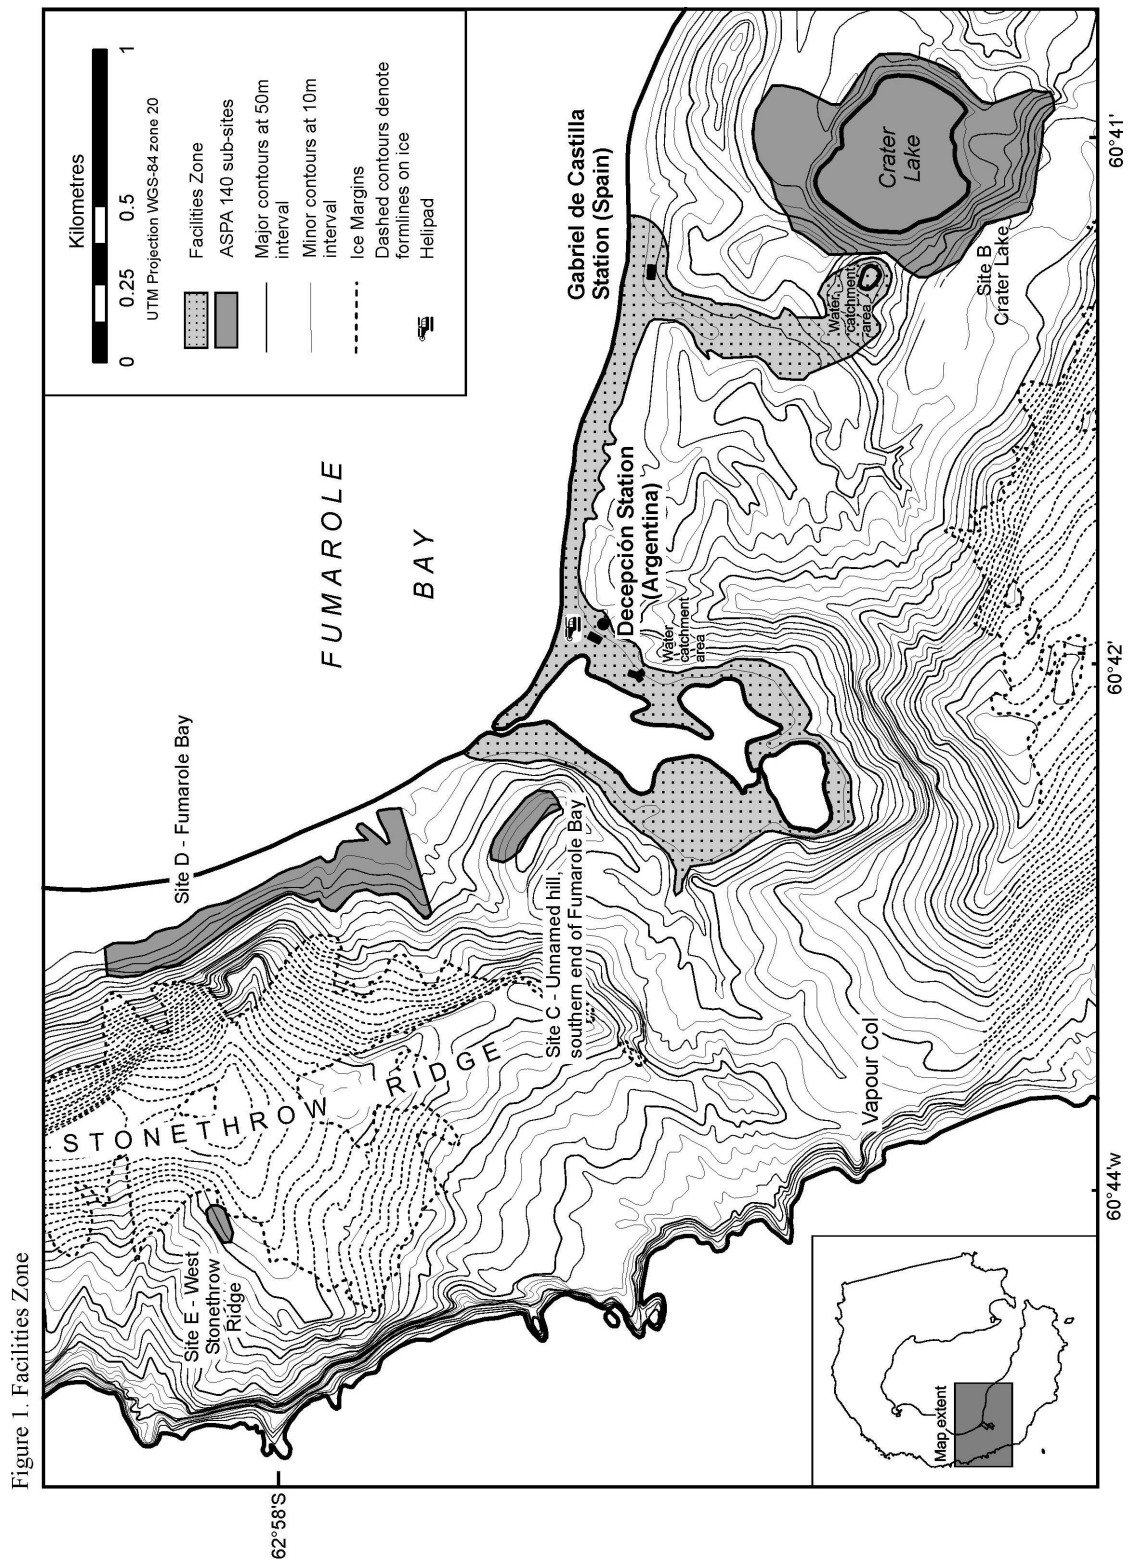 Figure 1. Facilities Zone
62°58'S
60°44'W
60°42'
60°41'
Site E - West
Stonethrow
Ridge
STONETHROW RIDGE
Site D - Fumarole Bay
FUMAROLE
BAY
Site C - Unnamed hill,
southern end of Fumarole Bay
Vapour Col
Decepción Station
(Argentina)
Water
catchment
area
Gabriel de Castilla
Station (Spain)
Water
catchment
area
Site B
Crater Lake
Crater
Lake
Map extent
Kilometres
0 0.25 0.5 1
UTM Projection WGS-84 zone 20
Facilities Zone
ASPA 140 sub-sites
Major contours at 50m
interval
Minor contours at 10m
interval
Ice Margins
Dashed contours denote
formlines on ice
Helipad